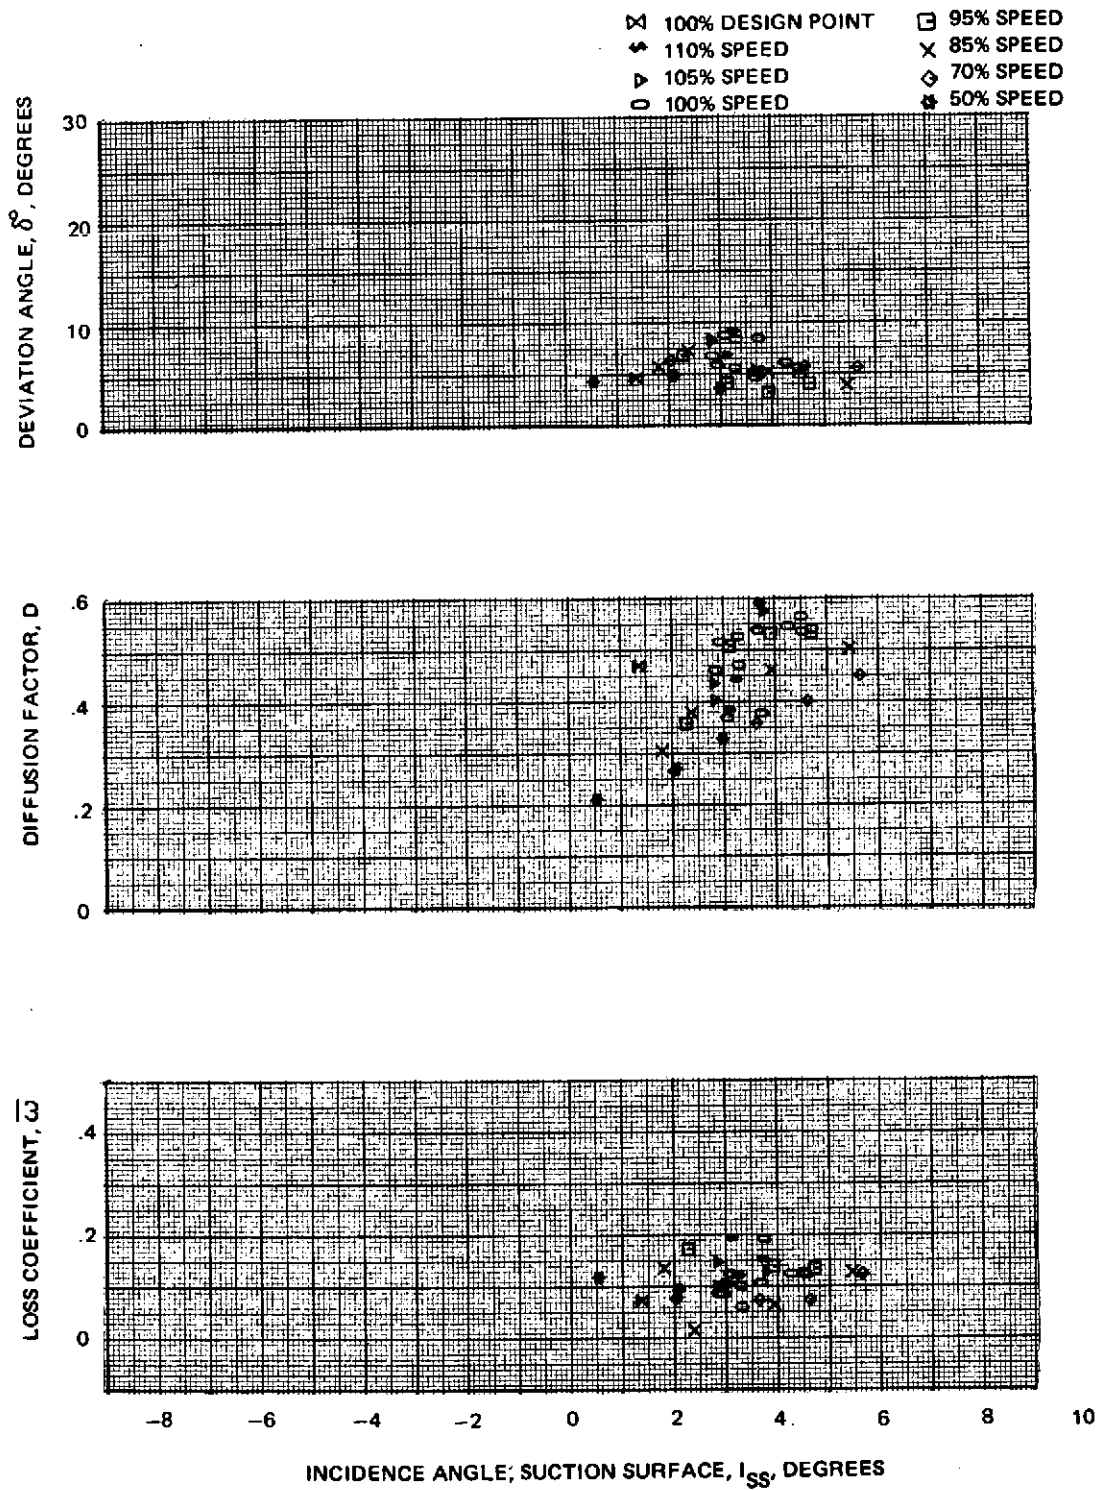 100% DESIGN POINT
110% SPEED
105% SPEED
100% SPEED
95% SPEED
85% SPEED
70% SPEED
50% SPEED
DEVIATION ANGLE, δ°, DEGREES
30
20
10
0
DIFFUSION FACTOR, D
.6
.4
.2
0
LOSS COEFFICIENT, ω̅
.4
.2
0
−8 −6 −4 −2 0 2 4 6 8 10
INCIDENCE ANGLE; SUCTION SURFACE, ISS, DEGREES